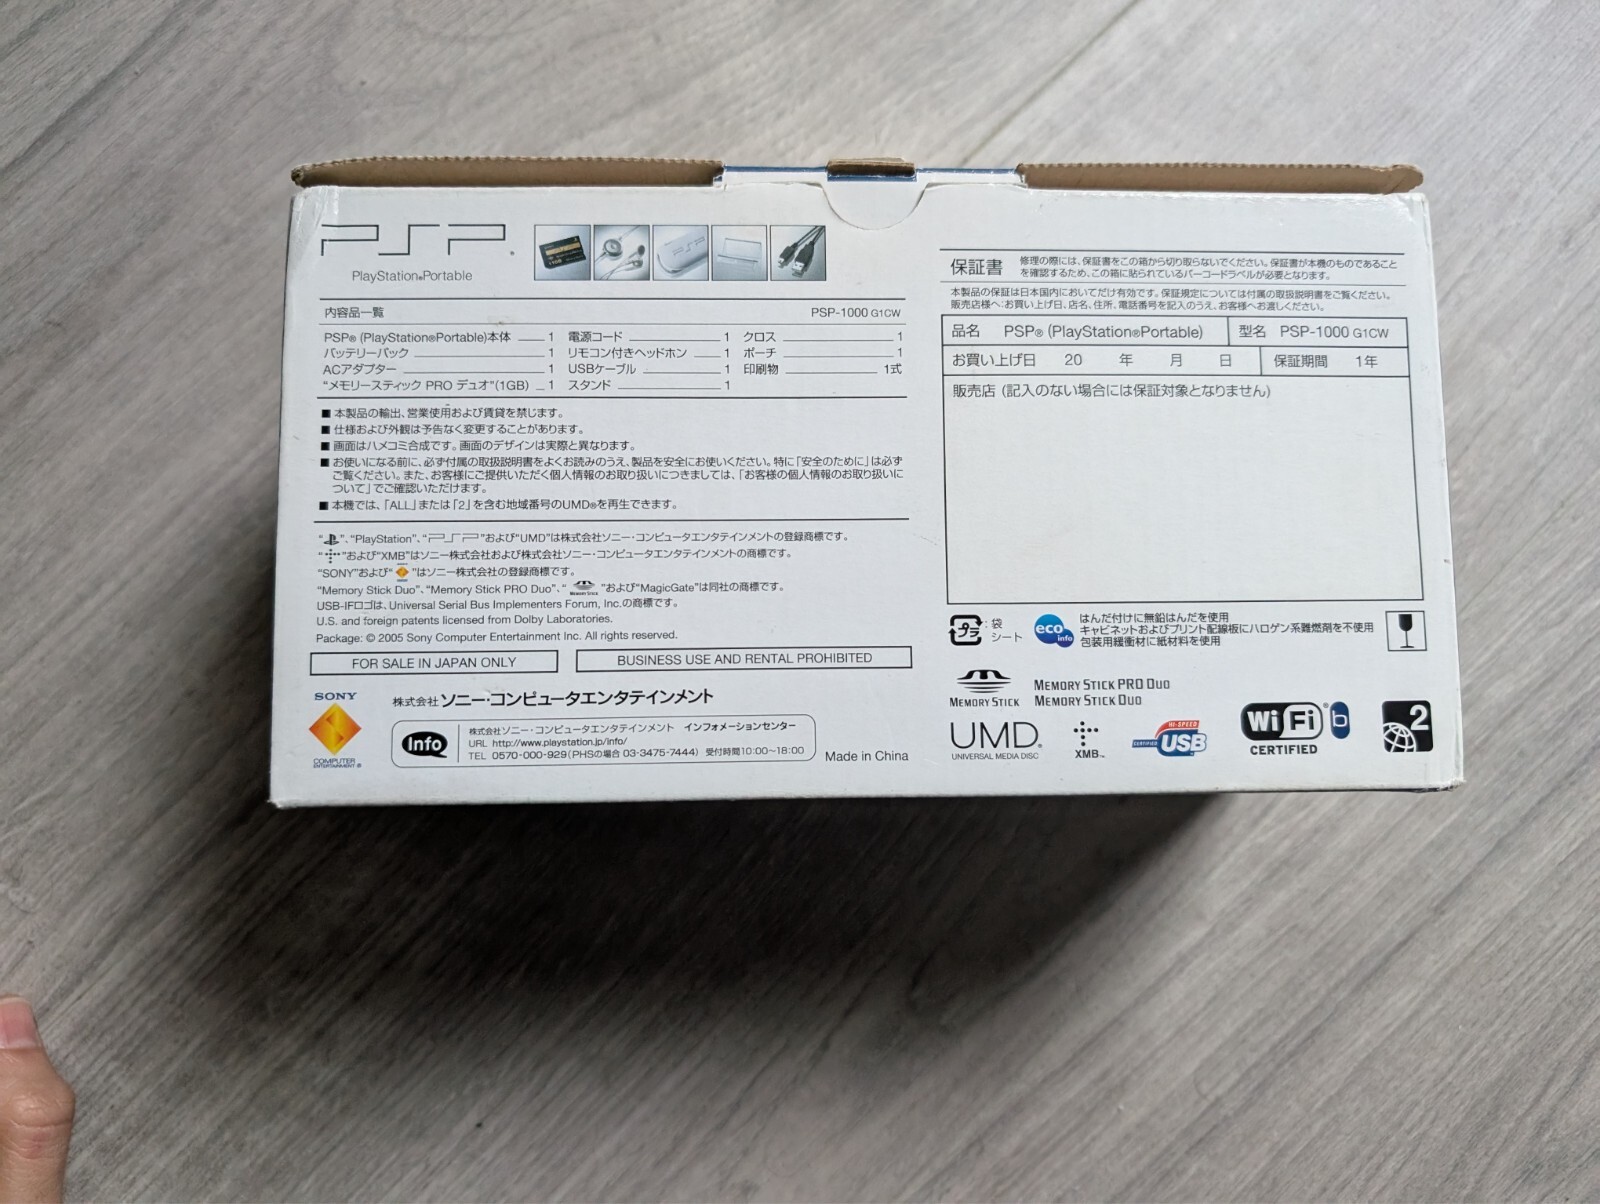 PSP®
PlayStation®Portable
内容品一覧
PSP-1000 G1CW
PSP® (PlayStation®Portable)本体 1 電源コード 1 クロス 1
バッテリーパック 1 リモコン付きヘッドホン 1 ポーチ 1
ACアダプター 1 USBケーブル 1 印刷物 1式
“メモリースティック PRO デュオ”(1GB) 1 スタンド 1
■ 本製品の輸出、営業使用および賃貸を禁じます。
■ 仕様および外観は予告なく変更することがあります。
■ 画面はハメコミ合成です。画面のデザインは実際と異なります。
■ お使いになる前に、必ず付属の取扱説明書をよくお読みのうえ、製品を安全にお使いください。特に「安全のために」は必ず
ご覧ください。また、お客様にご提供いただく個人情報のお取り扱いにつきましては、「お客様の個人情報のお取り扱いに
ついて」でご確認いただけます。
■ 本機では、「ALL」または「2」を含む地域番号のUMD®を再生できます。
“ ”、“PlayStation”、“PSP”および“UMD”は株式会社ソニー・コンピュータエンタテインメントの登録商標です。
“ ”および“XMB”はソニー株式会社および株式会社ソニー・コンピュータエンタテインメントの商標です。
“SONY”および“ ”はソニー株式会社の登録商標です。
“Memory Stick Duo”、“Memory Stick PRO Duo”、“ ”および“MagicGate”は同社の商標です。
USB-IFロゴは、Universal Serial Bus Implementers Forum, Inc.の商標です。
U.S. and foreign patents licensed from Dolby Laboratories.
Package: © 2005 Sony Computer Entertainment Inc. All rights reserved.
FOR SALE IN JAPAN ONLY
BUSINESS USE AND RENTAL PROHIBITED
SONY
COMPUTER
ENTERTAINMENT®
株式会社 ソニー・コンピュータエンタテインメント
Info
株式会社ソニー・コンピュータエンタテインメント インフォメーションセンター
URL http://www.playstation.jp/info/
TEL 0570-000-929(PHSの場合 03-3475-7444) 受付時間10:00〜18:00
Made in China
保証書
修理の際には、保証書をこの箱から切り取らないでください。保証書が本機のものであること
を確認するため、この箱に貼られているバーコードラベルが必要となります。
本製品の保証は日本国内においてだけ有効です。保証規定については付属の取扱説明書をご覧ください。
販売店様へ:お買い上げ日、店名、住所、電話番号を記入のうえ、お客様へお渡しください。
品名 PSP® (PlayStation®Portable) 型名 PSP-1000 G1CW
お買い上げ日 20 年 月 日 保証期間 1年
販売店 (記入のない場合には保証対象となりません)
プラ
:袋
シート
eco
info
はんだ付けに無鉛はんだを使用
キャビネットおよびプリント配線板にハロゲン系難燃剤を不使用
包装用緩衝材に紙材料を使用
MEMORY STICK
MEMORY STICK PRO DUO
MEMORY STICK DUO
UMD®
UNIVERSAL MEDIA DISC
XMB™
HI-SPEED
CERTIFIED USB
Wi Fi ® b
CERTIFIED
2